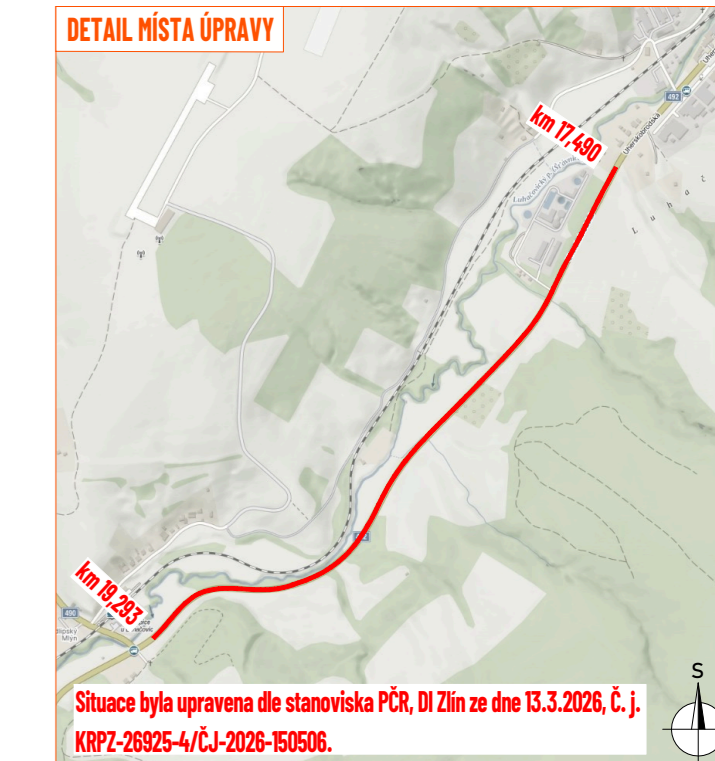 DETAIL MÍSTA ÚPRAVY
492
Uherskobrodská
km 17,490
Luhačovický p. (Šťávnice)
L u h a č
km 19,293
490
Mlýn
Situace byla upravena dle stanoviska PČR, DI Zlín ze dne 13.3.2026, Č. j.
KRPZ-26925-4/ČJ-2026-150506.
S